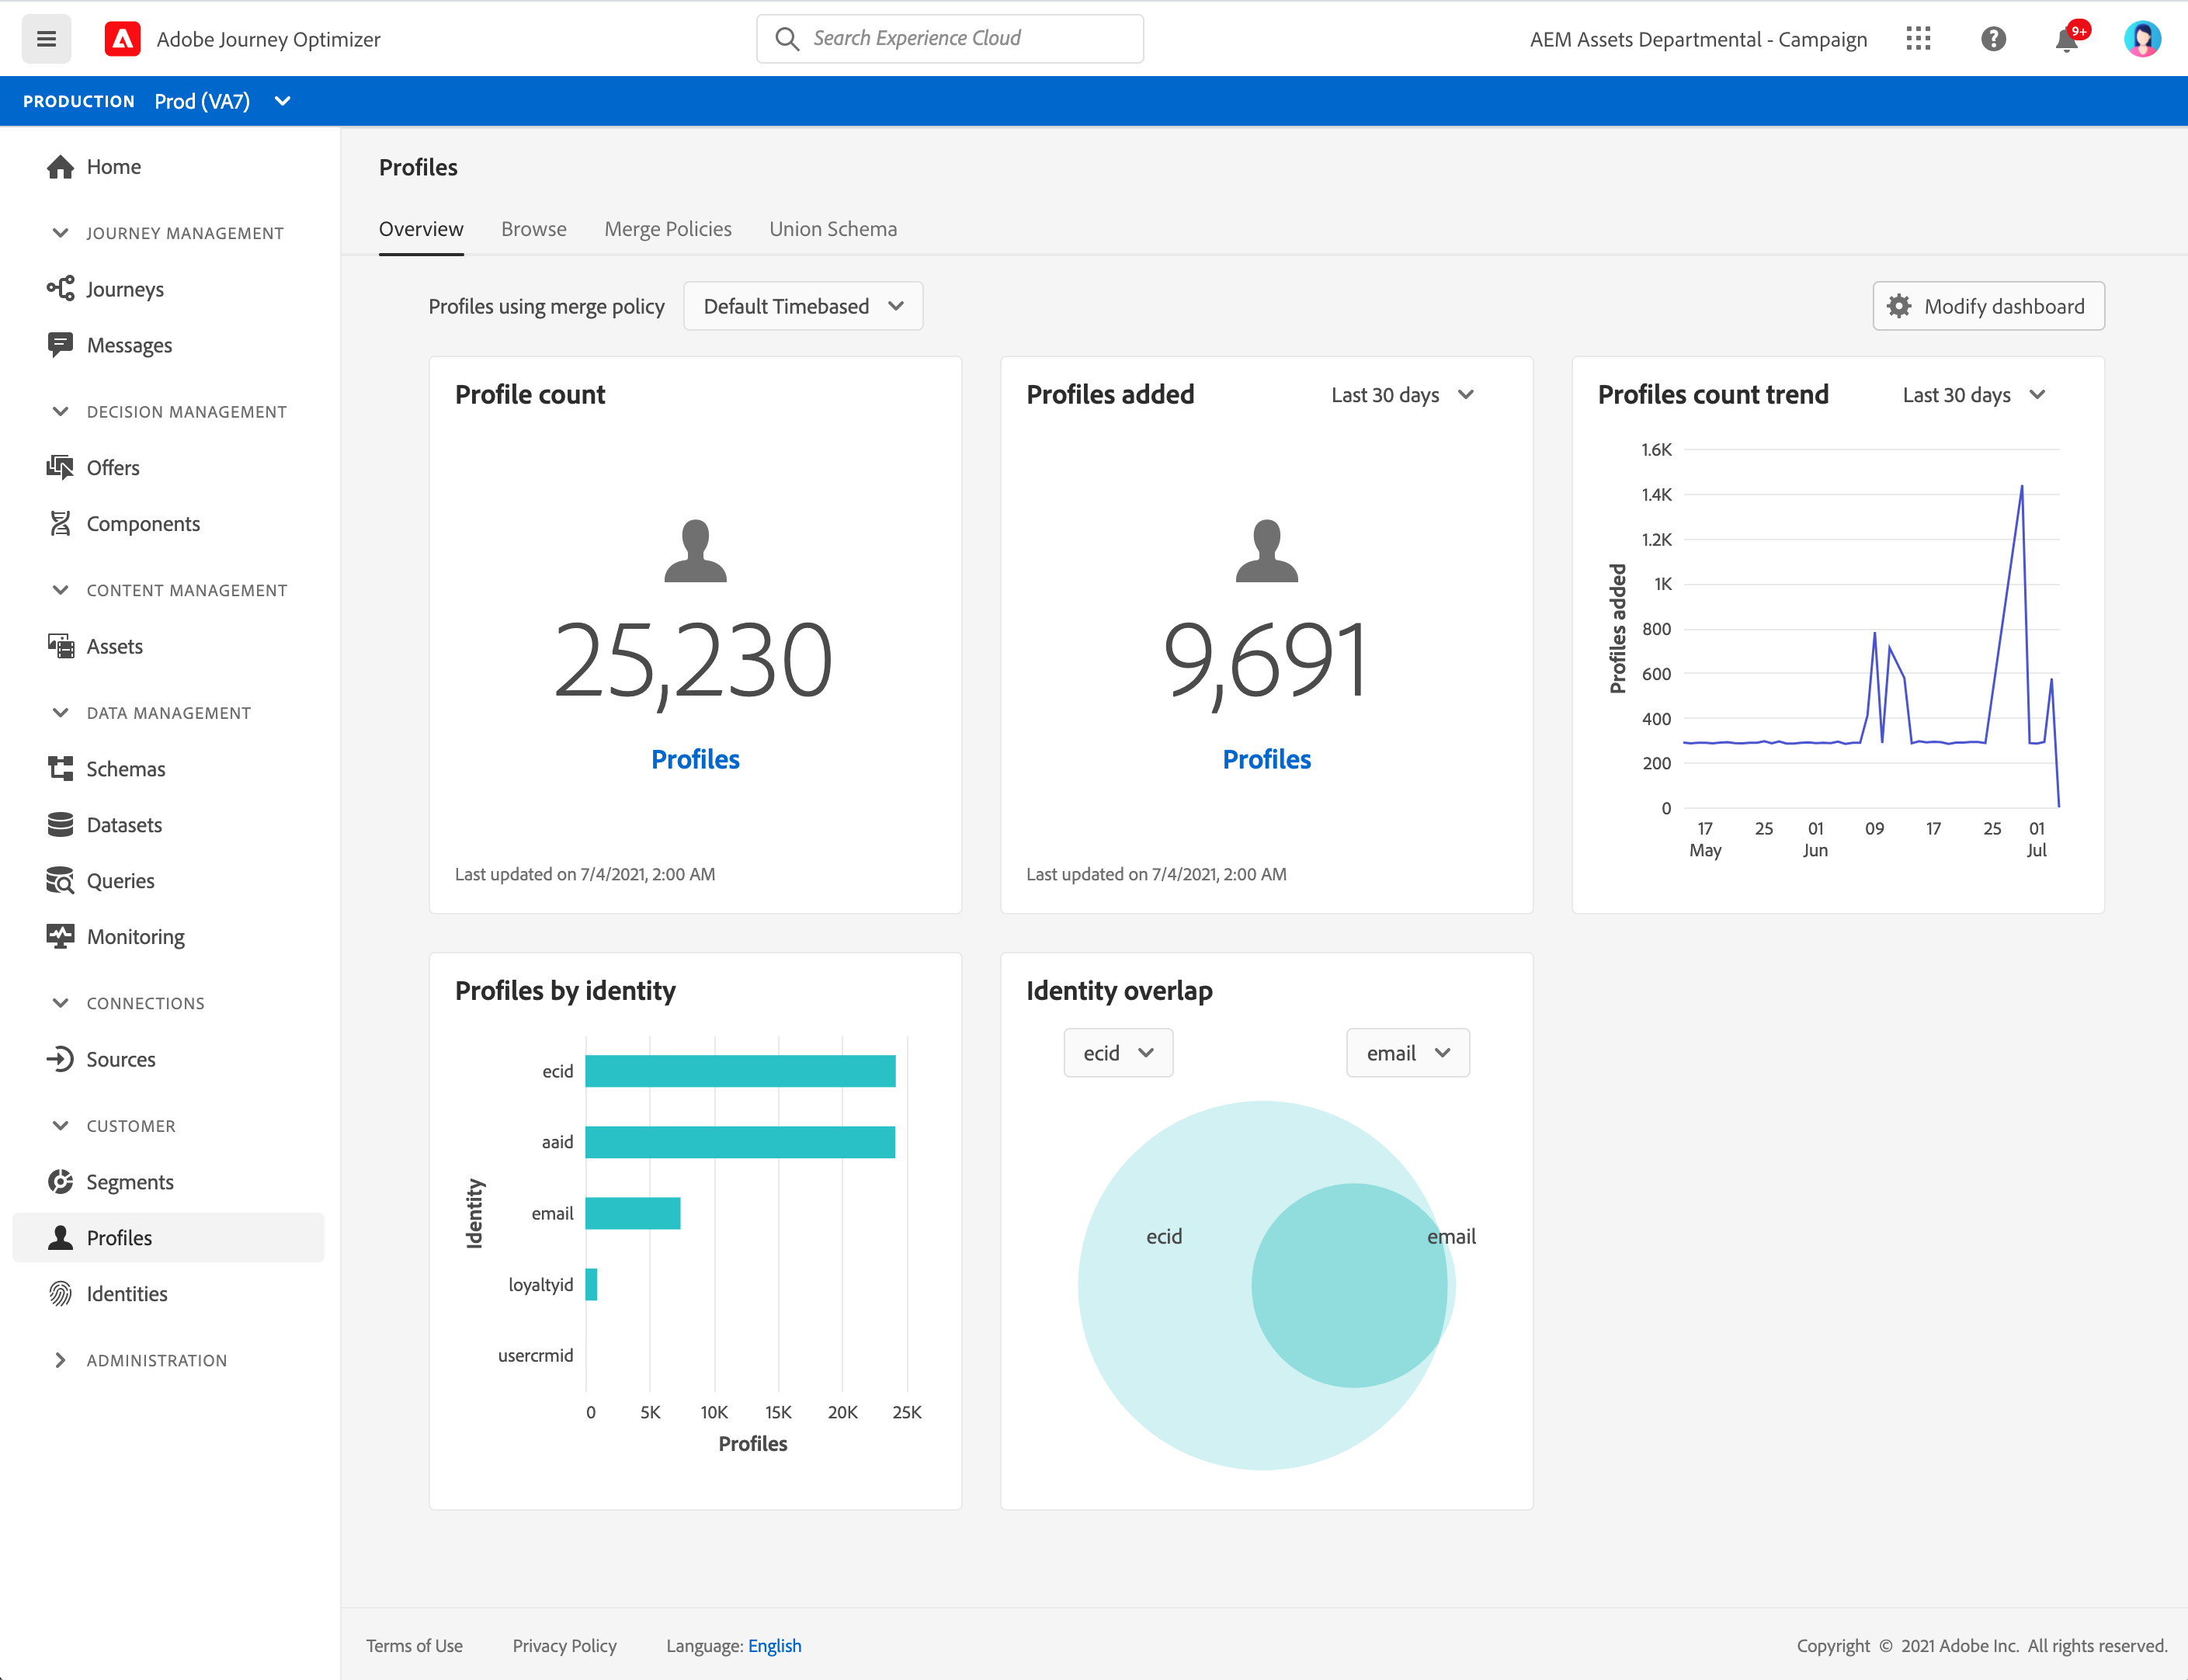 Adobe Journey Optimizer
Search Experience Cloud
AEM Assets Departmental - Campaign
9+
PRODUCTION Prod (VA7)
Home
JOURNEY MANAGEMENT
Journeys
Messages
DECISION MANAGEMENT
Offers
Components
CONTENT MANAGEMENT
Assets
DATA MANAGEMENT
Schemas
Datasets
Queries
Monitoring
CONNECTIONS
Sources
CUSTOMER
Segments
Profiles
Identities
ADMINISTRATION
Profiles
Overview Browse Merge Policies Union Schema
Profiles using merge policy Default Timebased
Modify dashboard
Profile count
25,230
Profiles
Last updated on 7/4/2021, 2:00 AM
Profiles added Last 30 days
9,691
Profiles
Last updated on 7/4/2021, 2:00 AM
Profiles count trend Last 30 days
Profiles added
1.6K
1.4K
1.2K
1K
800
600
400
200
0
17 25 01 09 17 25 01
May Jun Jul
Profiles by identity
Identity
ecid
aaid
email
loyaltyid
usercrmid
0 5K 10K 15K 20K 25K
Profiles
Identity overlap
ecid email
ecid email
Terms of Use Privacy Policy Language: English
Copyright © 2021 Adobe Inc. All rights reserved.